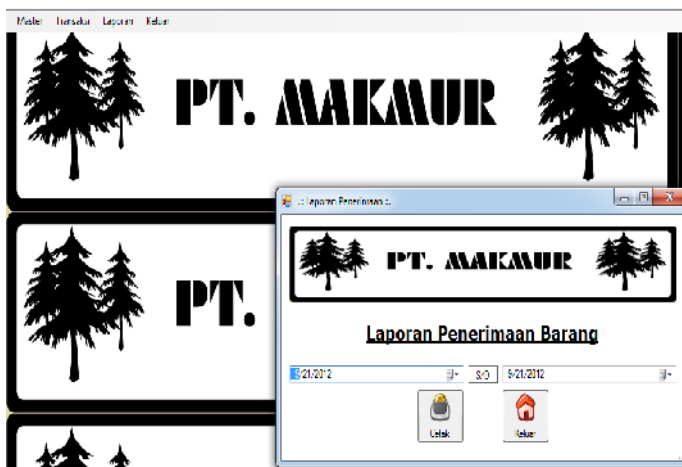 Master Transaksi Laporan Keluar
PT. MAKMUR
.:: Laporan Penerimaan ::.
PT. MAKMUR
Laporan Penerimaan Barang
9/21/2012 S/D 9/21/2012
Cetak Keluar
PT.